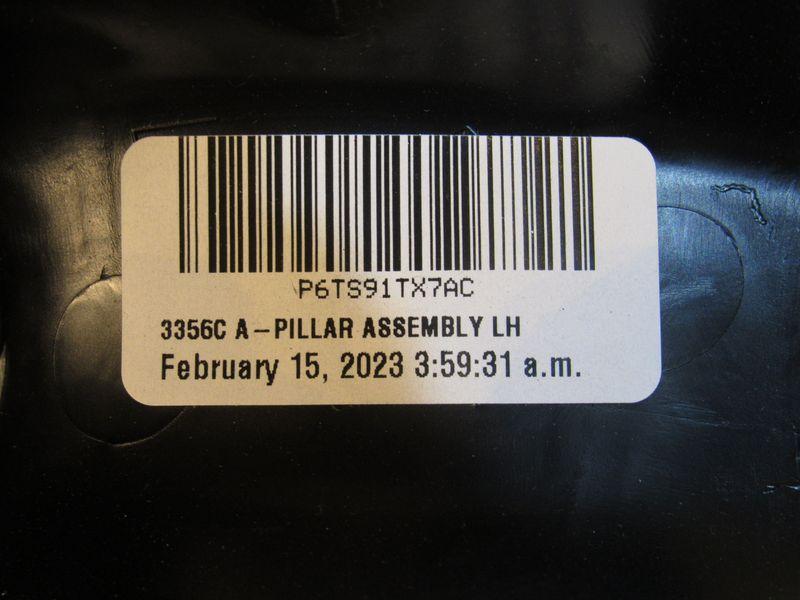 P6TS91TX7AC
3356C A-PILLAR ASSEMBLY LH
February 15, 2023 3:59:31 a.m.